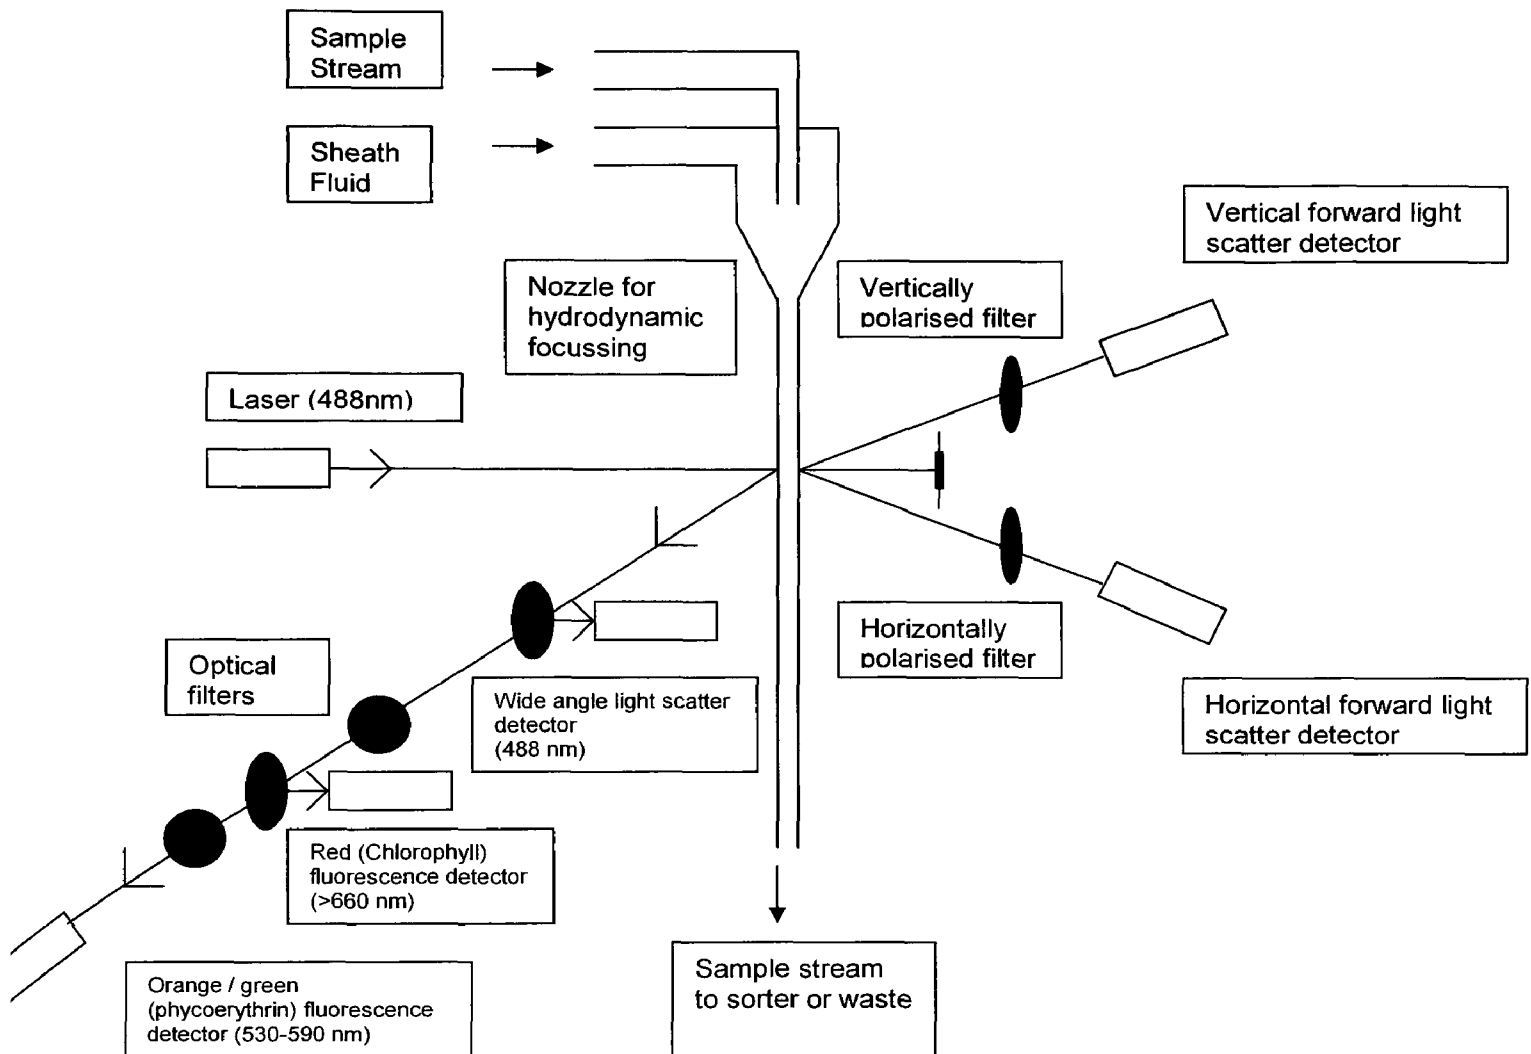 Sample
Stream
Sheath
Fluid
Vertical forward light
scatter detector
Nozzle for
hydrodynamic
focussing
Vertically
polarised filter
Laser (488nm)
Horizontally
polarised filter
Optical
filters
Wide angle light scatter
detector
(488 nm)
Horizontal forward light
scatter detector
Red (Chlorophyll)
fluorescence detector
(>660 nm)
Orange / green
(phycoerythrin) fluorescence
detector (530-590 nm)
Sample stream
to sorter or waste